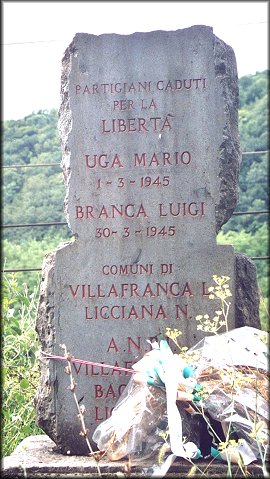 PARTIGIANI CADUTI
PER LA
LIBERTÀ
UGA MARIO
1-3-1945
BRANCA LUIGI
30-3-1945
COMUNI DI
VILLAFRANCA L.
LICCIANA N.